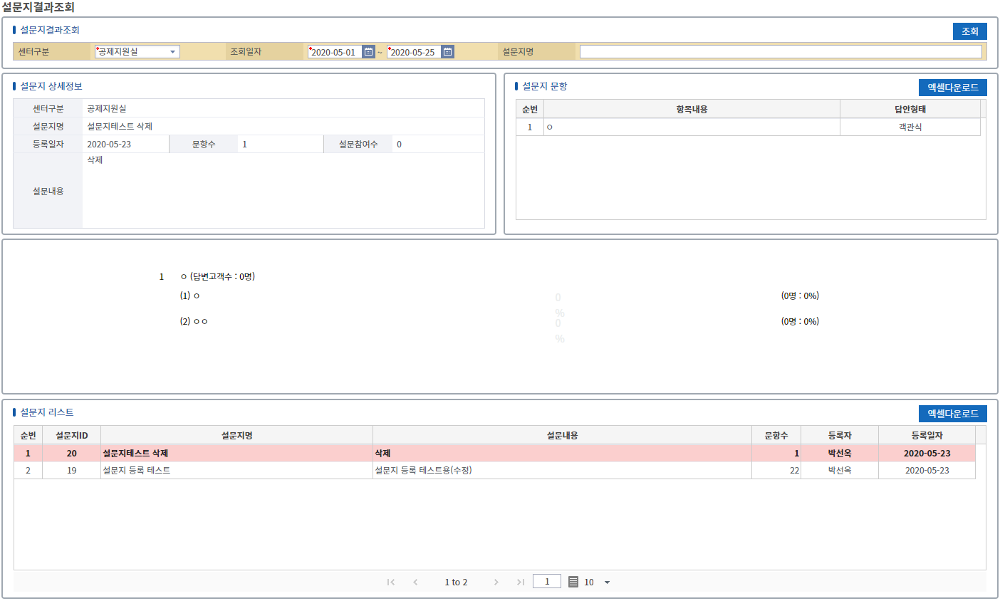 설문지결과조회
설문지결과조회
조회
센터구분 공제지원실 조회일자 2020-05-01 ~ 2020-05-25 설문지명
설문지 상세정보
센터구분 공제지원실
설문지명 설문지테스트 삭제
등록일자 2020-05-23 문항수 1 설문참여수 0
설문내용 삭제
설문지 문항
엑셀다운로드
순번 항목내용 답안형태
1 ㅇ 객관식
1 ㅇ (답변고객수 : 0명)
(1) ㅇ 0 % (0명 : 0%)
(2) ㅇㅇ 0 % (0명 : 0%)
설문지 리스트
엑셀다운로드
순번 설문지ID 설문지명 설문내용 문항수 등록자 등록일자
1 20 설문지테스트 삭제 삭제 1 박선옥 2020-05-23
2 19 설문지 등록 테스트 설문지 등록 테스트용(수정) 22 박선옥 2020-05-23
1 to 2 1 10